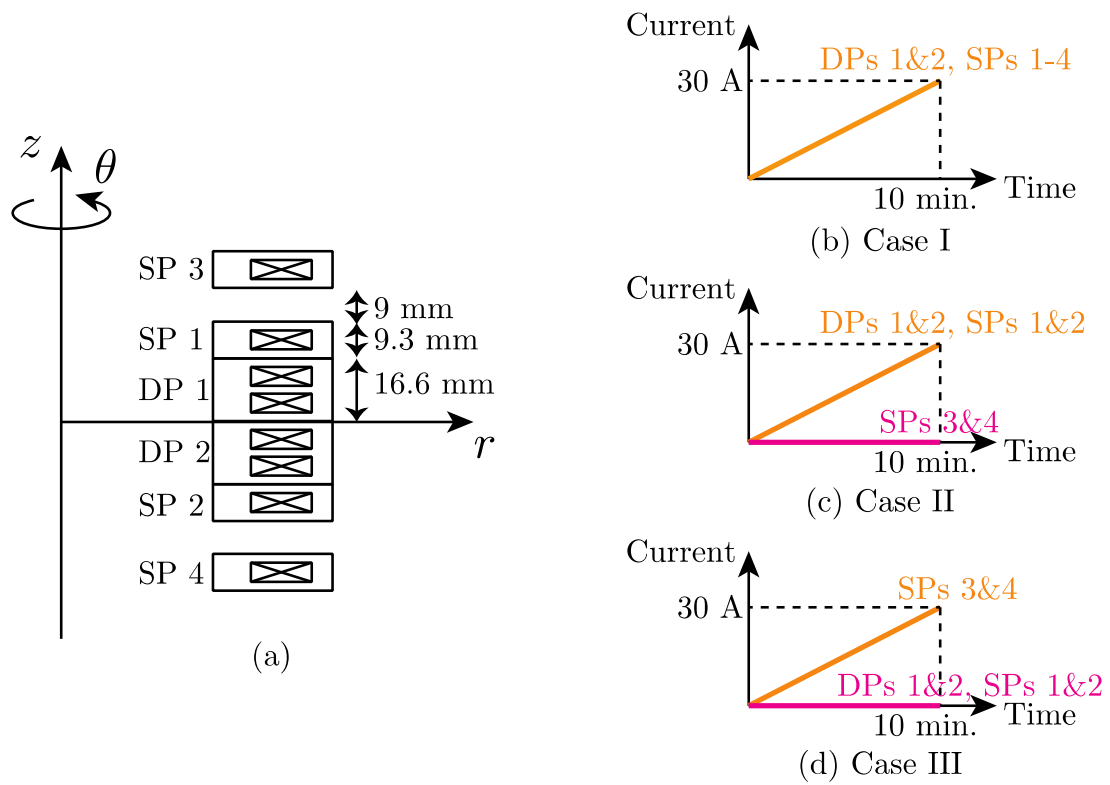 z
θ
SP 3
9 mm
SP 1
9.3 mm
DP 1
16.6 mm
r
DP 2
SP 2
SP 4
(a)
Current
DPs 1&2, SPs 1-4
30 A
10 min.
Time
(b) Case I
Current
DPs 1&2, SPs 1&2
30 A
SPs 3&4
10 min.
Time
(c) Case II
Current
SPs 3&4
30 A
DPs 1&2, SPs 1&2
10 min.
Time
(d) Case III